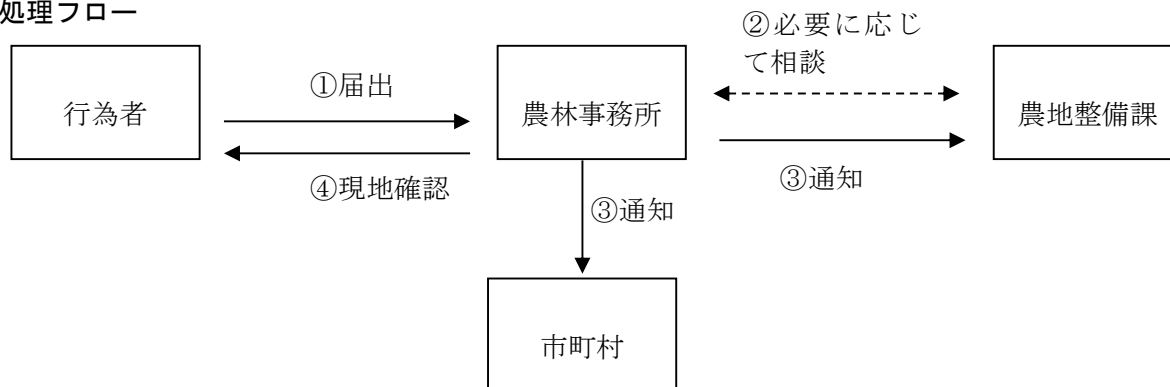 処理フロー
②必要に応じ
て相談
①届出
行為者
農林事務所
農地整備課
④現地確認
③通知
③通知
市町村